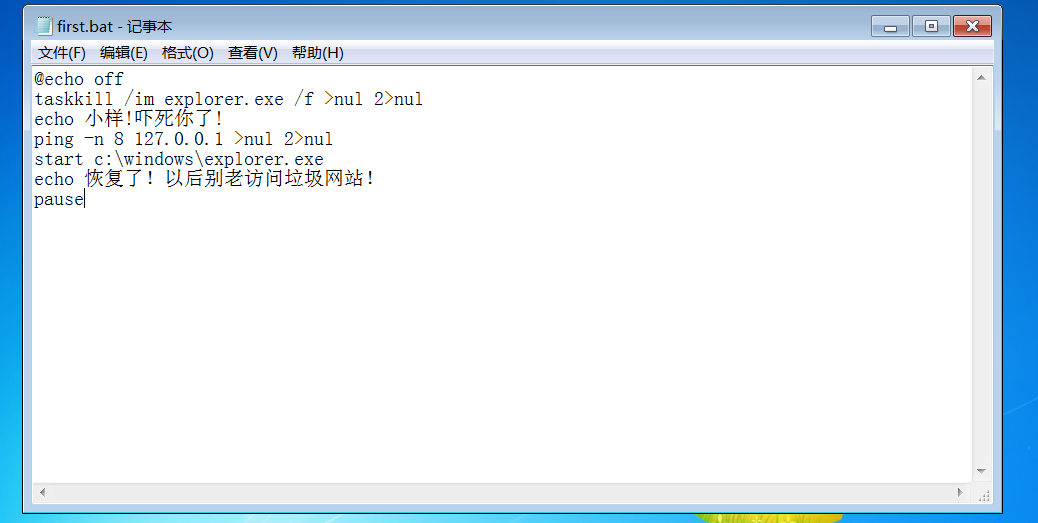 first.bat - 记事本
文件(F) 编辑(E) 格式(O) 查看(V) 帮助(H)
@echo off
taskkill /im explorer.exe /f >nul 2>nul
echo 小样!吓死你了!
ping -n 8 127.0.0.1 >nul 2>nul
start c:\windows\explorer.exe
echo 恢复了！以后别老访问垃圾网站！
pause